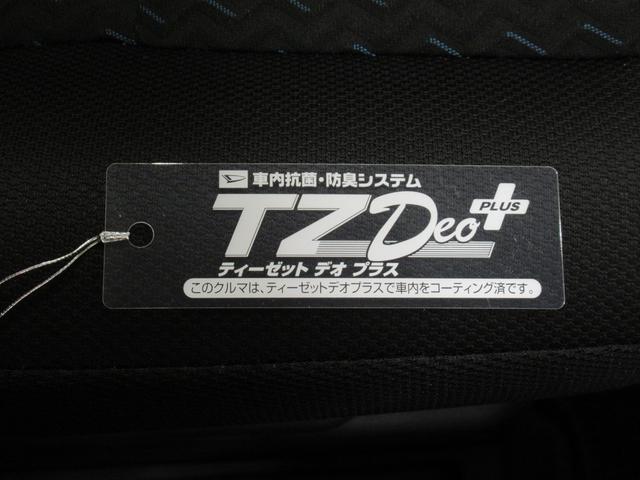 車内抗菌・防臭システム
TZ Deo PLUS
ティーゼット デオ プラス
このクルマは、ティーゼットデオプラスで車内をコーティング済です。